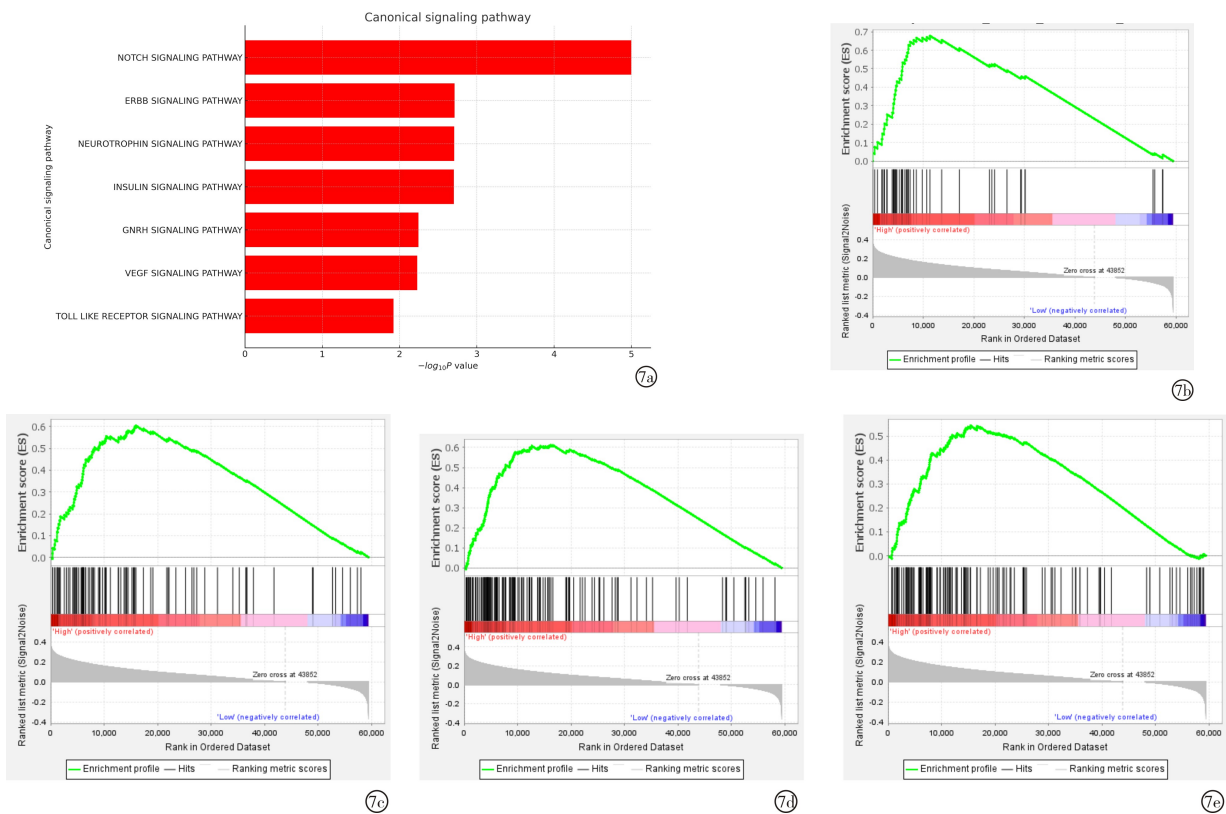 Canonical signaling pathway
Canonical signaling pathway
NOTCH SIGNALING PATHWAY
ERBB SIGNALING PATHWAY
NEUROTROPHIN SIGNALING PATHWAY
INSULIN SIGNALING PATHWAY
GNRH SIGNALING PATHWAY
VEGF SIGNALING PATHWAY
TOLL LIKE RECEPTOR SIGNALING PATHWAY
0 1 2 3 4 5
−log10P value
7a
Enrichment score (ES)
0.7
0.6
0.5
0.4
0.3
0.2
0.1
0.0
'High' (positively correlated)
Ranked list metric (Signal2Noise)
0.4
0.2
0.0
-0.2
-0.4
Zero cross at 43852
'Low' (negatively correlated)
0 10,000 20,000 30,000 40,000 50,000 60,000
Rank in Ordered Dataset
Enrichment profile Hits Ranking metric scores
7b
Enrichment score (ES)
0.6
0.5
0.4
0.3
0.2
0.1
0.0
'High' (positively correlated)
Ranked list metric (Signal2Noise)
0.4
0.2
0.0
-0.2
-0.4
Zero cross at 43852
'Low' (negatively correlated)
0 10,000 20,000 30,000 40,000 50,000 60,000
Rank in Ordered Dataset
Enrichment profile Hits Ranking metric scores
7c
Enrichment score (ES)
0.6
0.5
0.4
0.3
0.2
0.1
0.0
'High' (positively correlated)
Ranked list metric (Signal2Noise)
0.4
0.2
0.0
-0.2
-0.4
Zero cross at 43852
'Low' (negatively correlated)
0 10,000 20,000 30,000 40,000 50,000 60,000
Rank in Ordered Dataset
Enrichment profile Hits Ranking metric scores
7d
Enrichment score (ES)
0.5
0.4
0.3
0.2
0.1
0.0
'High' (positively correlated)
Ranked list metric (Signal2Noise)
0.4
0.2
0.0
-0.2
-0.4
Zero cross at 43852
'Low' (negatively correlated)
0 10,000 20,000 30,000 40,000 50,000 60,000
Rank in Ordered Dataset
Enrichment profile Hits Ranking metric scores
7e